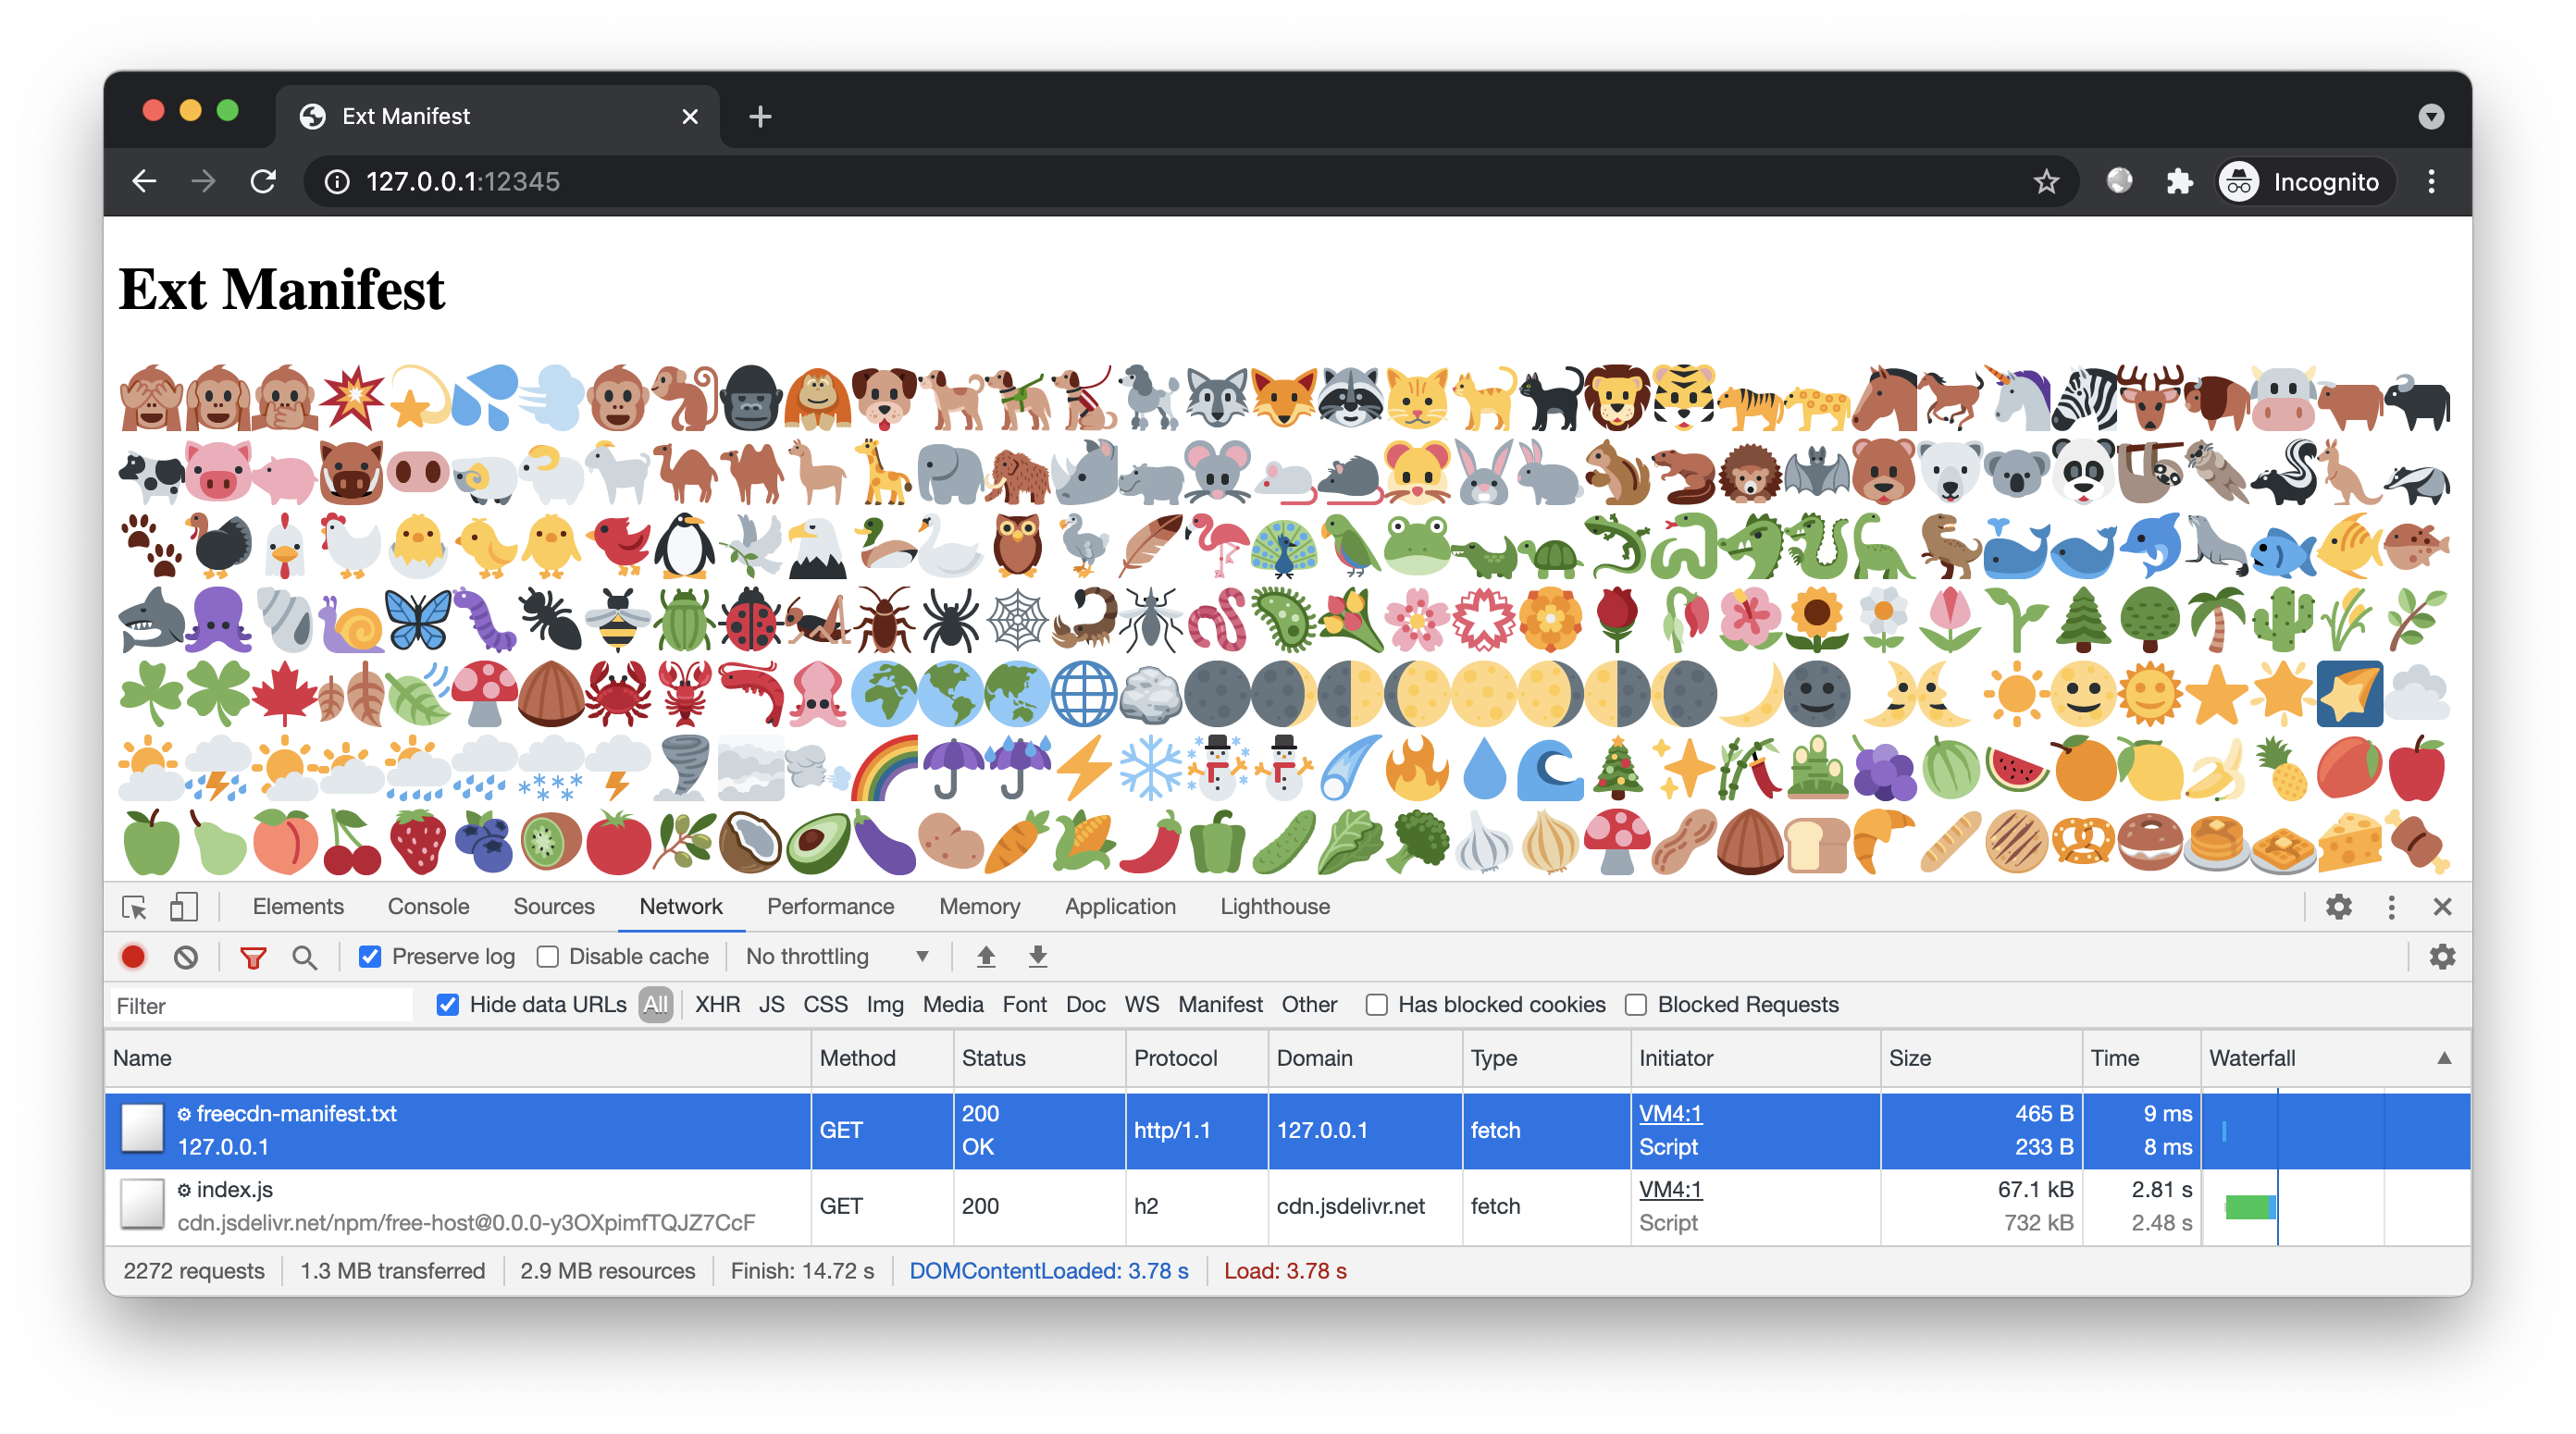 Ext Manifest
127.0.0.1:12345
Incognito
Ext Manifest
Elements Console Sources Network Performance Memory Application Lighthouse
Preserve log Disable cache No throttling
Filter Hide data URLs All XHR JS CSS Img Media Font Doc WS Manifest Other Has blocked cookies Blocked Requests
Name Method Status Protocol Domain Type Initiator Size Time Waterfall
freecdn-manifest.txt 200 VM4:1 465 B 9 ms
GET http/1.1 127.0.0.1 fetch
127.0.0.1 OK Script 233 B 8 ms
index.js VM4:1 67.1 kB 2.81 s
GET 200 h2 cdn.jsdelivr.net fetch
cdn.jsdelivr.net/npm/free-host@0.0.0-y3OXpimfTQJZ7CcF Script 732 kB 2.48 s
2272 requests 1.3 MB transferred 2.9 MB resources Finish: 14.72 s DOMContentLoaded: 3.78 s Load: 3.78 s